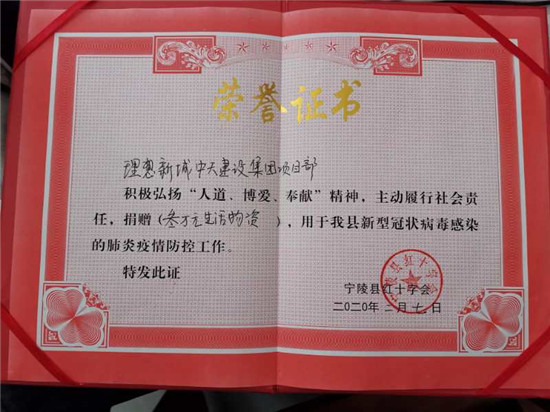 荣誉证书
理想新城中天建设集团项目部
积极弘扬“人道、博爱、奉献”精神，主动履行社会责
任，捐赠（叁万元生活物资），用于我县新型冠状病毒感染
的肺炎疫情防控工作。
特发此证
宁陵县红十字会
二〇二〇年二月十七日